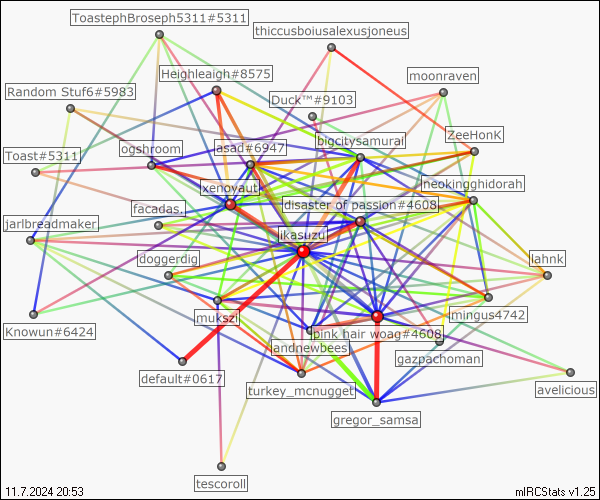 ToastephBroseph5311#5311
thiccusboiusalexusjoneus
Heighleigh#8575
moonraven
Random Stuf6#5983
Duck™#9103
ZeeHonK
bigcitysamurai
asad#6947
ogshroom
Toast#5311
neokingghidorah
xenoyaut
disaster of passion#4608
facadas.
jarlbreadmaker
ikasuzu
doggerdig
lahnk
mingus4742
mukszi
pink hair woag#4608
Knowun#6424
andnewbees
gazpachoman
default#0617
turkey_mcnugget
avelicious
gregor_samsa
tescoroll
11.7.2024 20:53
mIRCStats v1.25